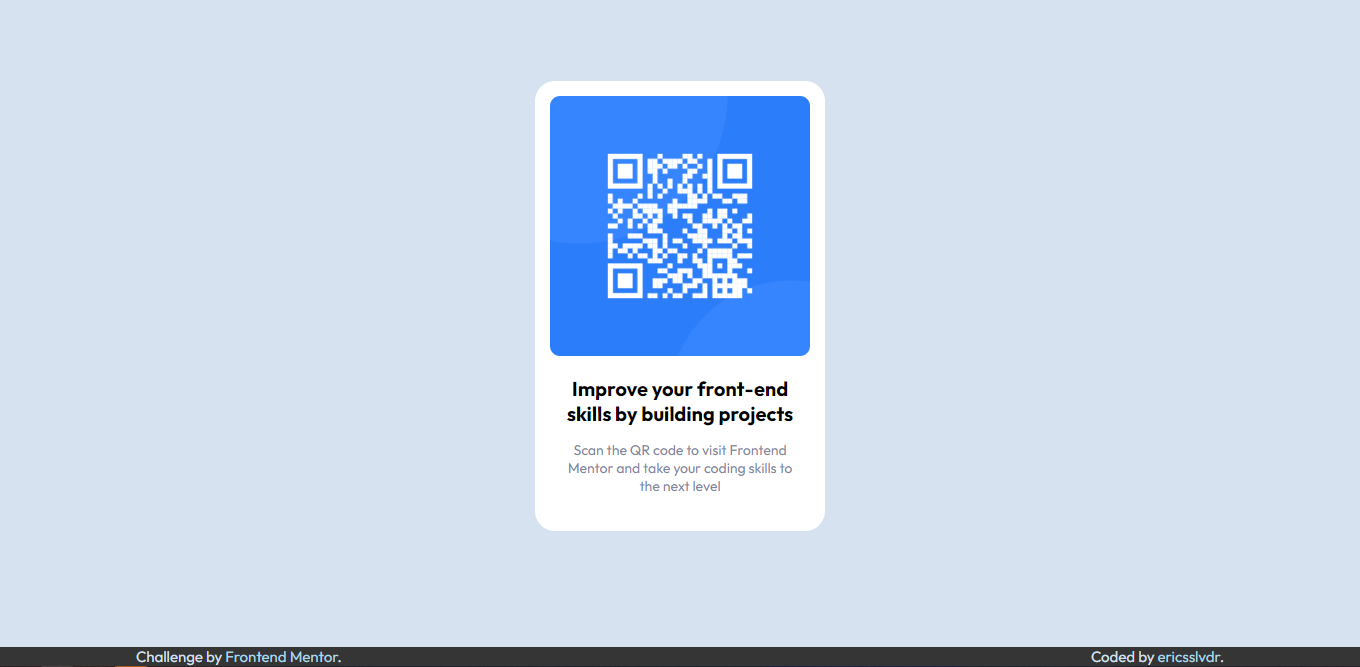 Improve your front-end
skills by building projects
Scan the QR code to visit Frontend
Mentor and take your coding skills to
the next level
Challenge by Frontend Mentor.
Coded by ericsslvdr.